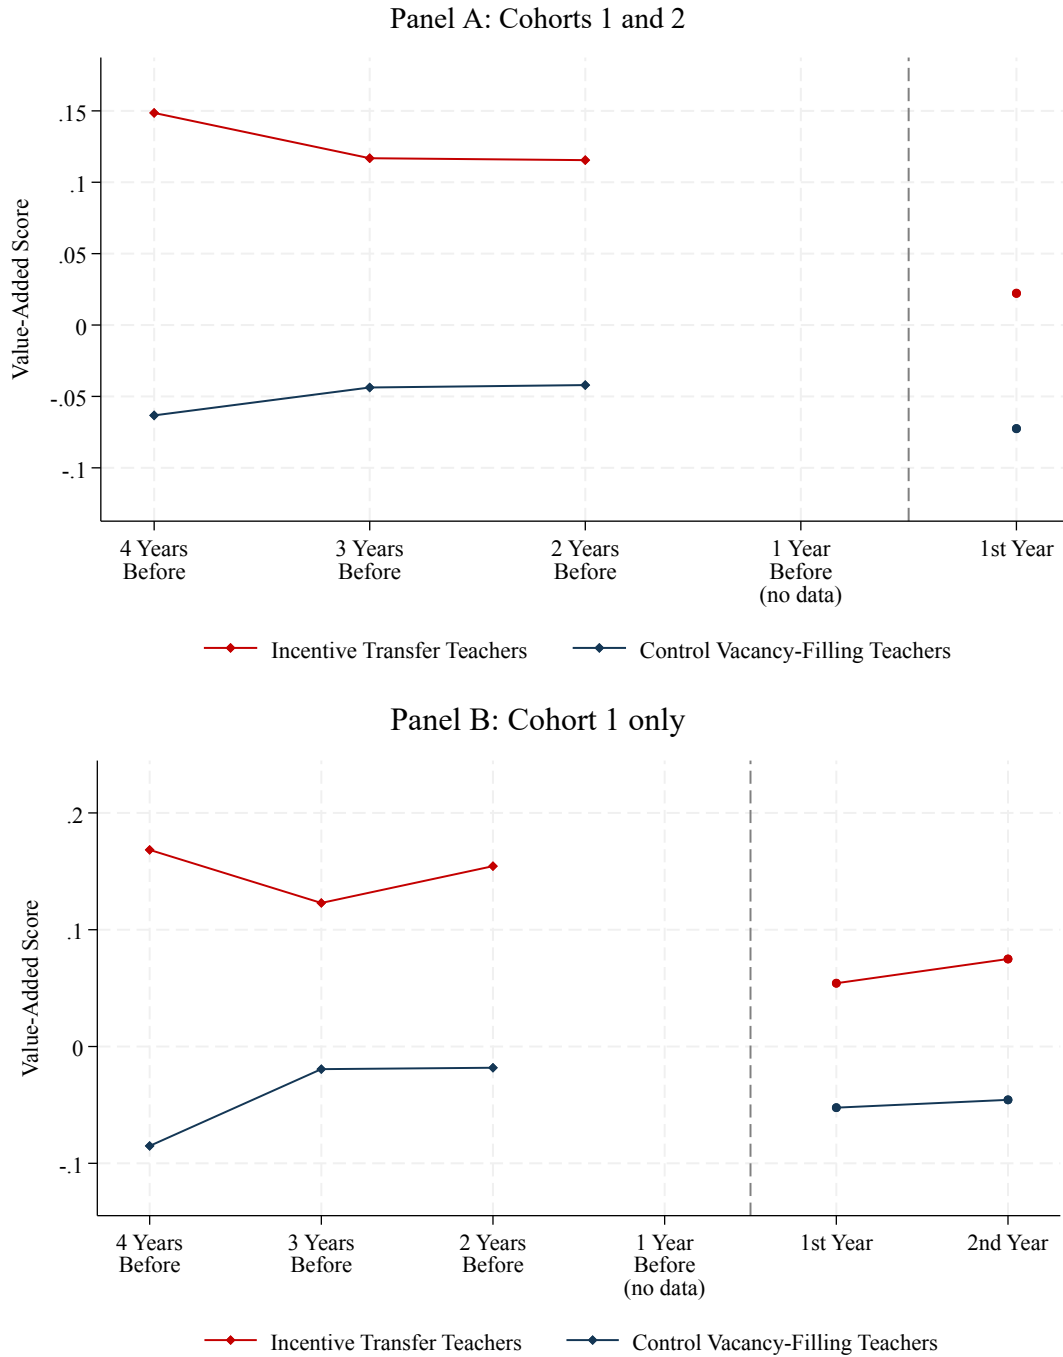 Panel A: Cohorts 1 and 2
Value-Added Score
.15
.1
.05
0
-.05
-.1
4 Years
Before
3 Years
Before
2 Years
Before
1 Year
Before
(no data)
1st Year
Incentive Transfer Teachers
Control Vacancy-Filling Teachers
Panel B: Cohort 1 only
Value-Added Score
.2
.1
0
-.1
4 Years
Before
3 Years
Before
2 Years
Before
1 Year
Before
(no data)
1st Year
2nd Year
Incentive Transfer Teachers
Control Vacancy-Filling Teachers